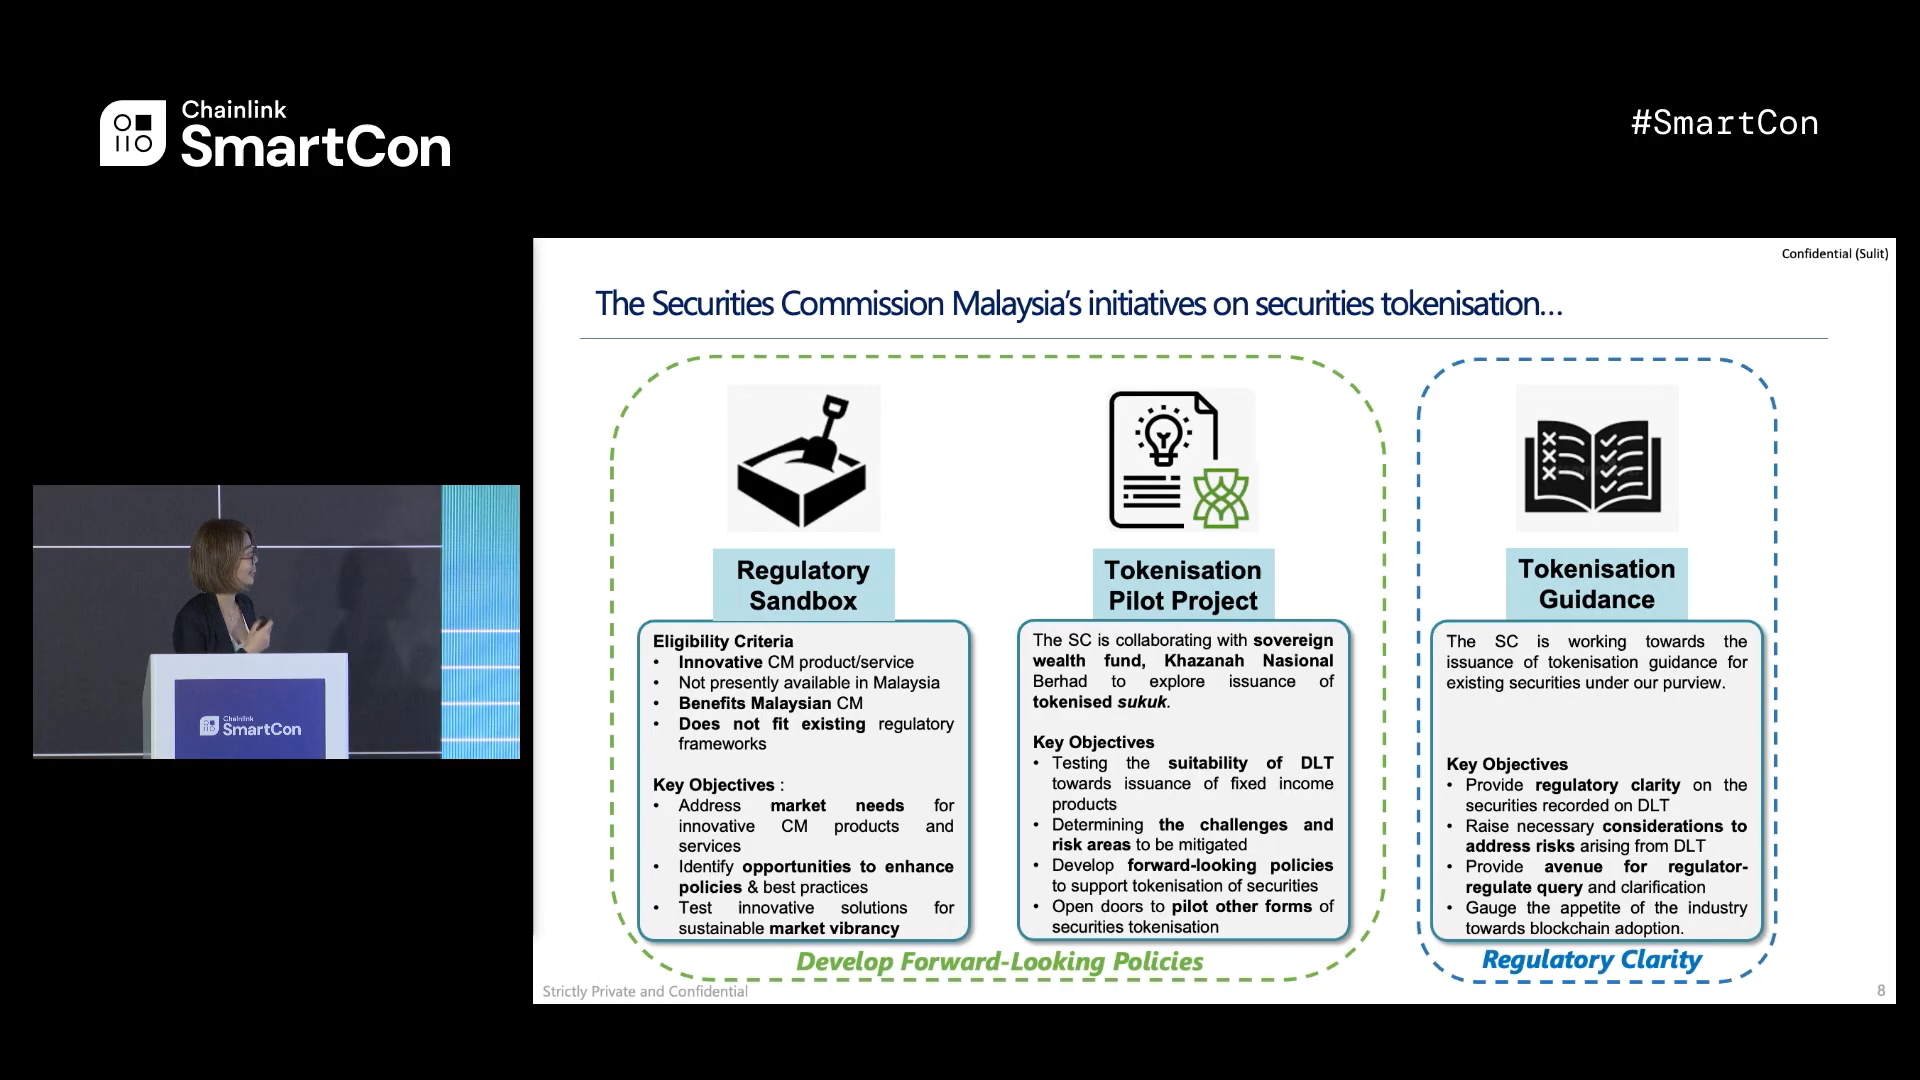 Chainlink
SmartCon
#SmartCon
Confidential (Sulit)
The Securities Commission Malaysia's initiatives on securities tokenisation...
Regulatory
Sandbox
Eligibility Criteria
• Innovative CM product/service
• Not presently available in Malaysia
• Benefits Malaysian CM
• Does not fit existing regulatory
frameworks
Key Objectives :
• Address market needs for
innovative CM products and
services
• Identify opportunities to enhance
policies & best practices
• Test innovative solutions for
sustainable market vibrancy
Tokenisation
Pilot Project
The SC is collaborating with sovereign
wealth fund, Khazanah Nasional
Berhad to explore issuance of
tokenised sukuk.
Key Objectives
• Testing the suitability of DLT
towards issuance of fixed income
products
• Determining the challenges and
risk areas to be mitigated
• Develop forward-looking policies
to support tokenisation of securities
• Open doors to pilot other forms of
securities tokenisation
Develop Forward-Looking Policies
Tokenisation
Guidance
The SC is working towards the
issuance of tokenisation guidance for
existing securities under our purview.
Key Objectives
• Provide regulatory clarity on the
securities recorded on DLT
• Raise necessary considerations to
address risks arising from DLT
• Provide avenue for regulator-
regulate query and clarification
• Gauge the appetite of the industry
towards blockchain adoption.
Regulatory Clarity
Strictly Private and Confidential
8
Chainlink
SmartCon